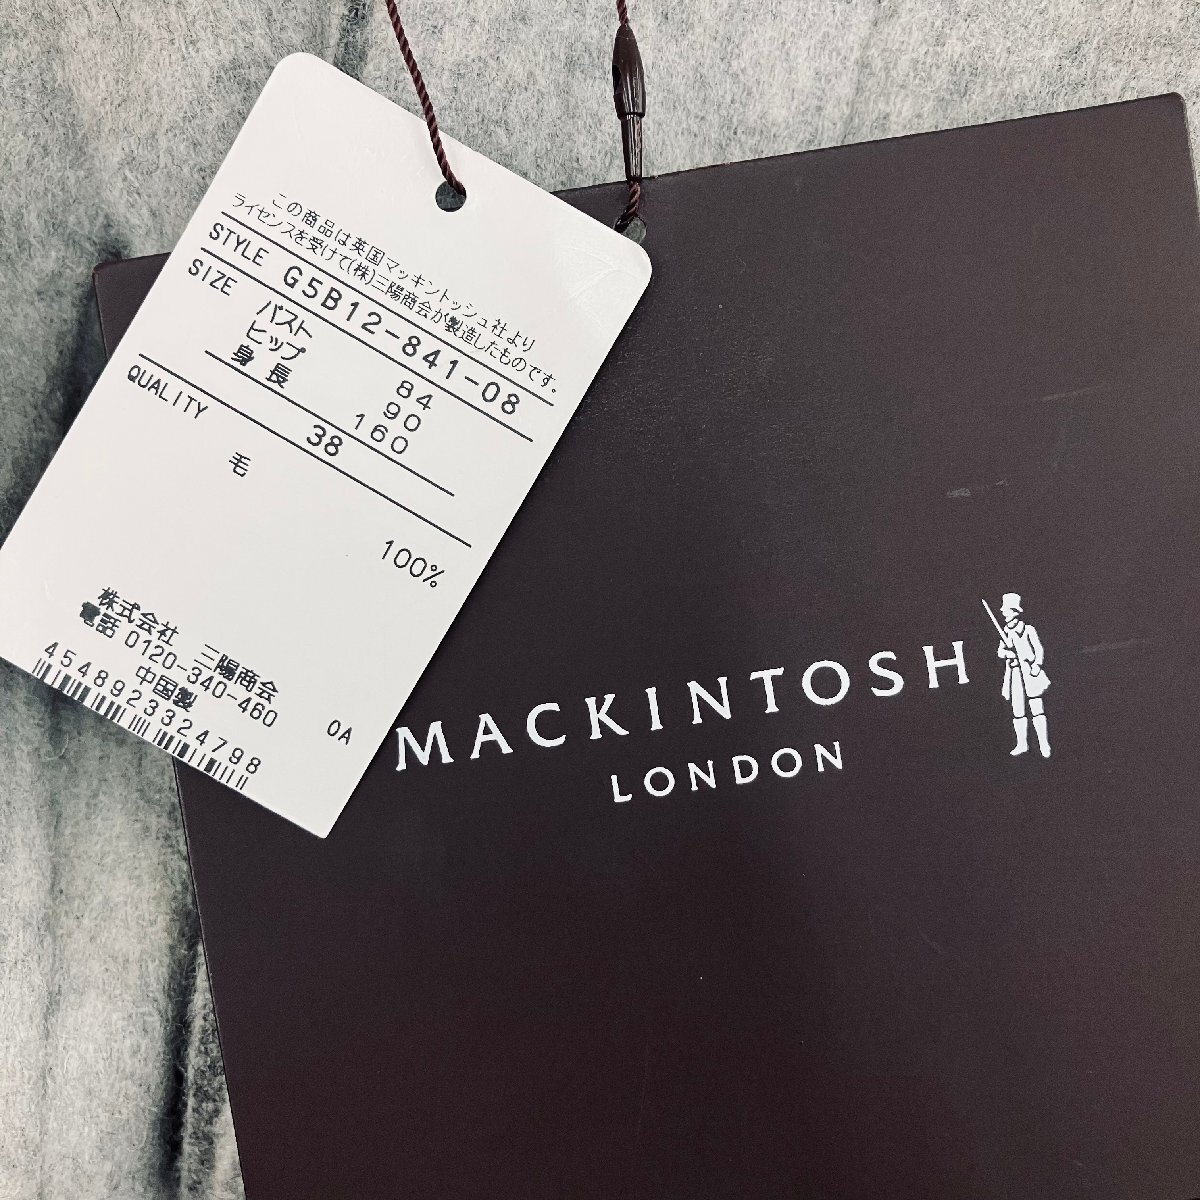 この商品は英国マッキントッシュ社より
ライセンスを受けて(株)三陽商会が製造したものです。
STYLE G5B12-841-08
SIZE バスト 84
ヒップ 90
身長 160
38
QUALITY
毛 100%
株式会社 三陽商会
電話 0120-340-460
中国製 0A
4548923324798
MACKINTOSH
LONDON